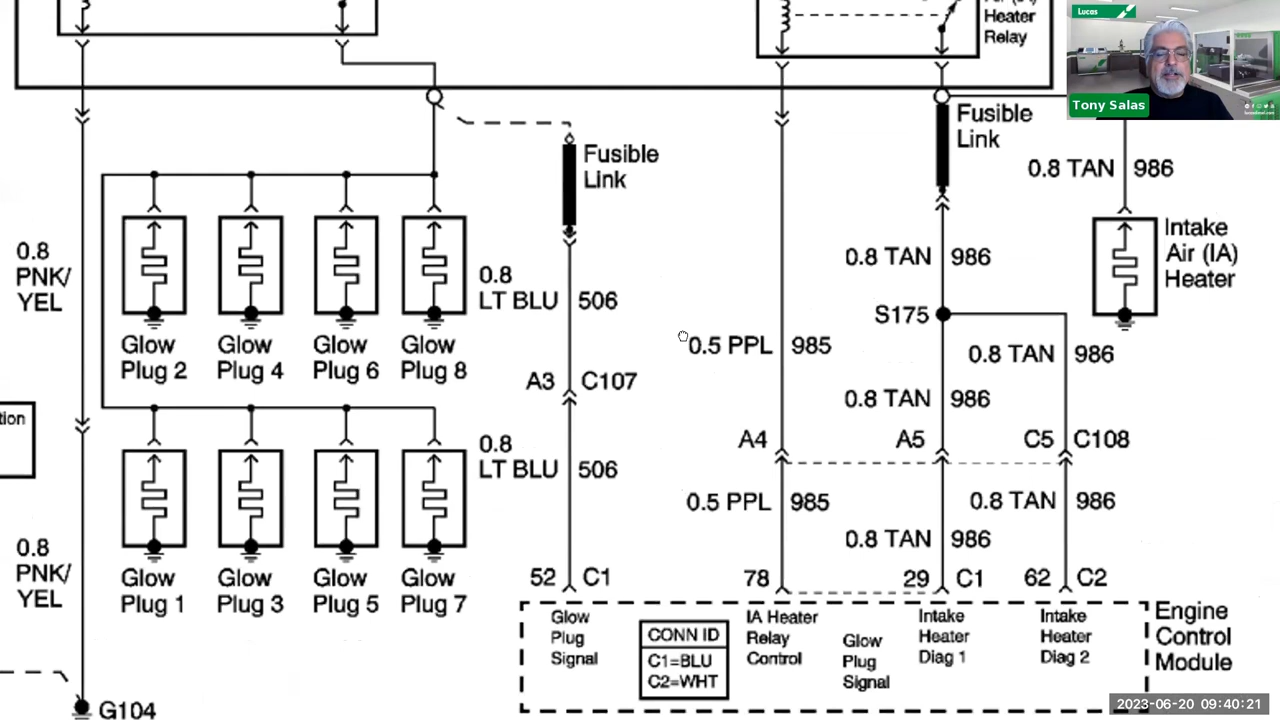 Heater
Relay
Lucas
Tony Salas
Fusible
Link
0.8 TAN
986
Fusible
Link
Intake
Air (IA)
Heater
0.8
PNK/
YEL
0.8
LT BLU
506
0.8 TAN
986
S175
Glow
Plug 2
Glow
Plug 4
Glow
Plug 6
Glow
Plug 8
0.5 PPL
985
0.8 TAN
986
A3
C107
0.8 TAN
986
tion
0.8
LT BLU
506
A4
A5
C5
C108
0.5 PPL
985
0.8 TAN
986
0.8 TAN
986
0.8
PNK/
YEL
Glow
Plug 1
Glow
Plug 3
Glow
Plug 5
Glow
Plug 7
52
C1
78
29
C1
62
C2
Glow
Plug
Signal
CONN ID
C1=BLU
C2=WHT
IA Heater
Relay
Control
Glow
Plug
Signal
Intake
Heater
Diag 1
Intake
Heater
Diag 2
Engine
Control
Module
G104
2023-06-20 09:40:21